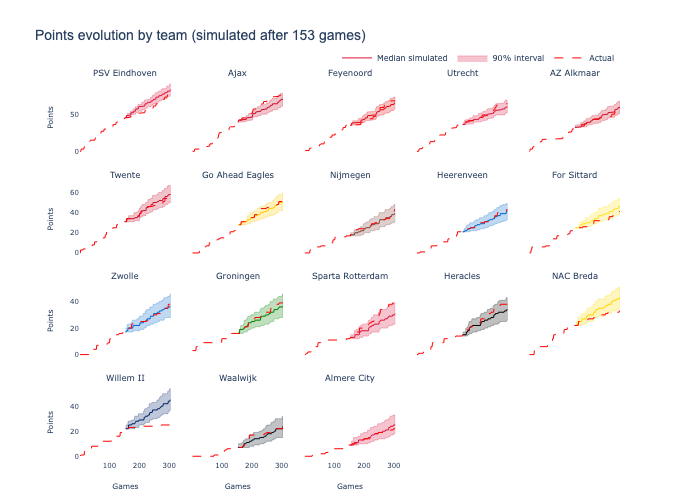 Points evolution by team (simulated after 153 games)
Median simulated 90% interval Actual
PSV Eindhoven Ajax Feyenoord Utrecht AZ Alkmaar
Points
50
0
Twente Go Ahead Eagles Nijmegen Heerenveen For Sittard
Points
60
40
20
0
Zwolle Groningen Sparta Rotterdam Heracles NAC Breda
Points
40
20
0
Willem II Waalwijk Almere City
Points
40
20
0
100 200 300 100 200 300 100 200 300
Games Games